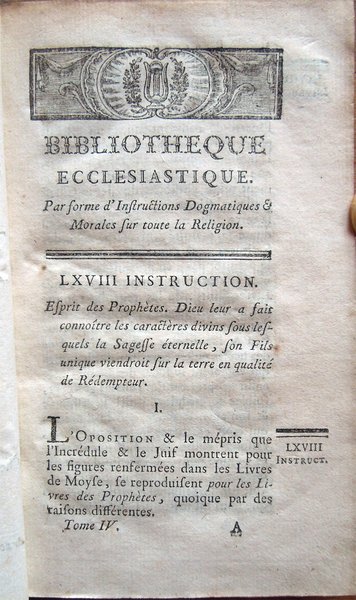 BIBLIOTHEQUE
ECCLESIASTIQUE.
Par forme d'Instructions Dogmatiques &
Morales sur toute la Religion.
LXVIII INSTRUCTION.
Esprit des Prophètes. Dieu leur a fait
connoître les caractères divins sous les-
quels la Sagesse éternelle, son Fils
unique viendroit sur la terre en qualité
de Rédempteur.
I.
L'OPOSITION & le mépris que
l'Incrédule & le Juif montrent pour
les figures renfermées dans les Livres
de Moyse, se reproduisent pour les Li-
vres des Prophètes, quoique par des
raisons différentes.
LXVIII
INSTRUCT.
Tome IV. A